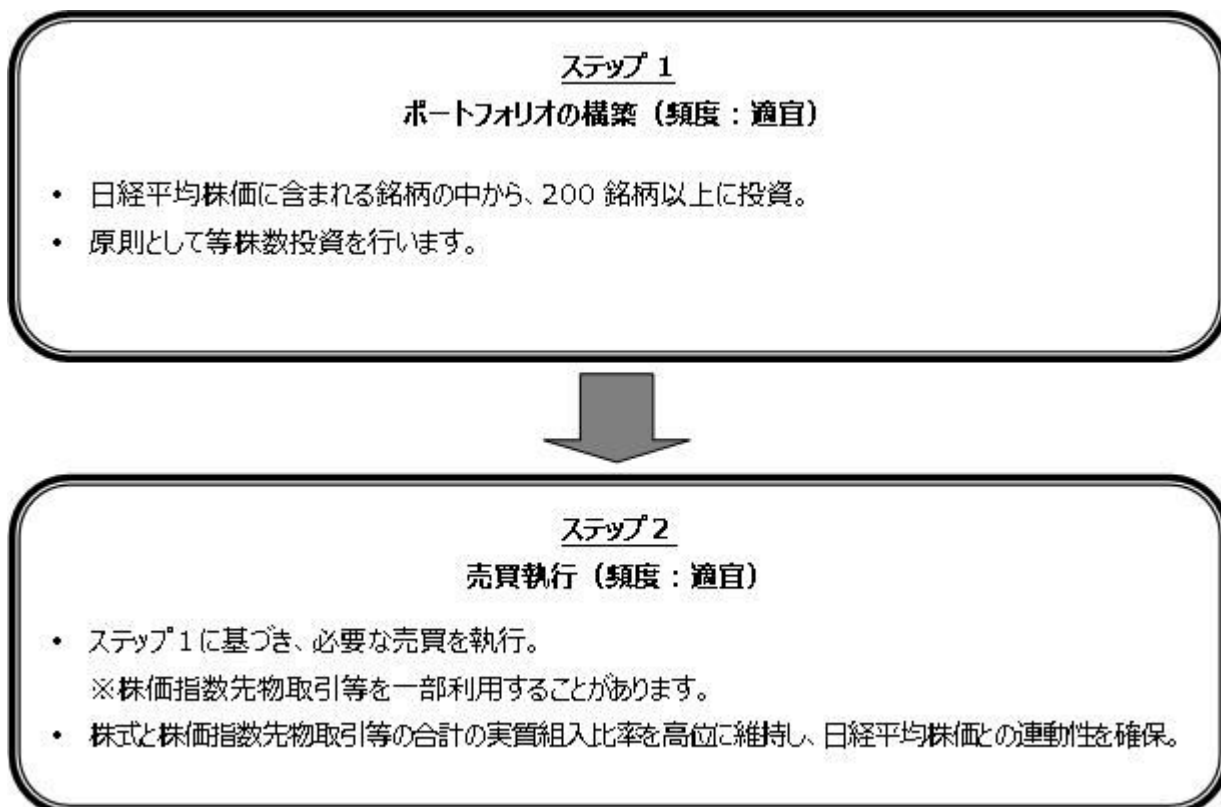 ステップ 1
ポートフォリオの構築（頻度：適宜）
• 日経平均株価に含まれる銘柄の中から、200 銘柄以上に投資。
• 原則として等株数投資を行います。
ステップ 2
売買執行（頻度：適宜）
• ステップ 1 に基づき、必要な売買を執行。
※株価指数先物取引等を一部利用することがあります。
• 株式と株価指数先物取引等の合計の実質組入比率を高位に維持し、日経平均株価との連動性を確保。